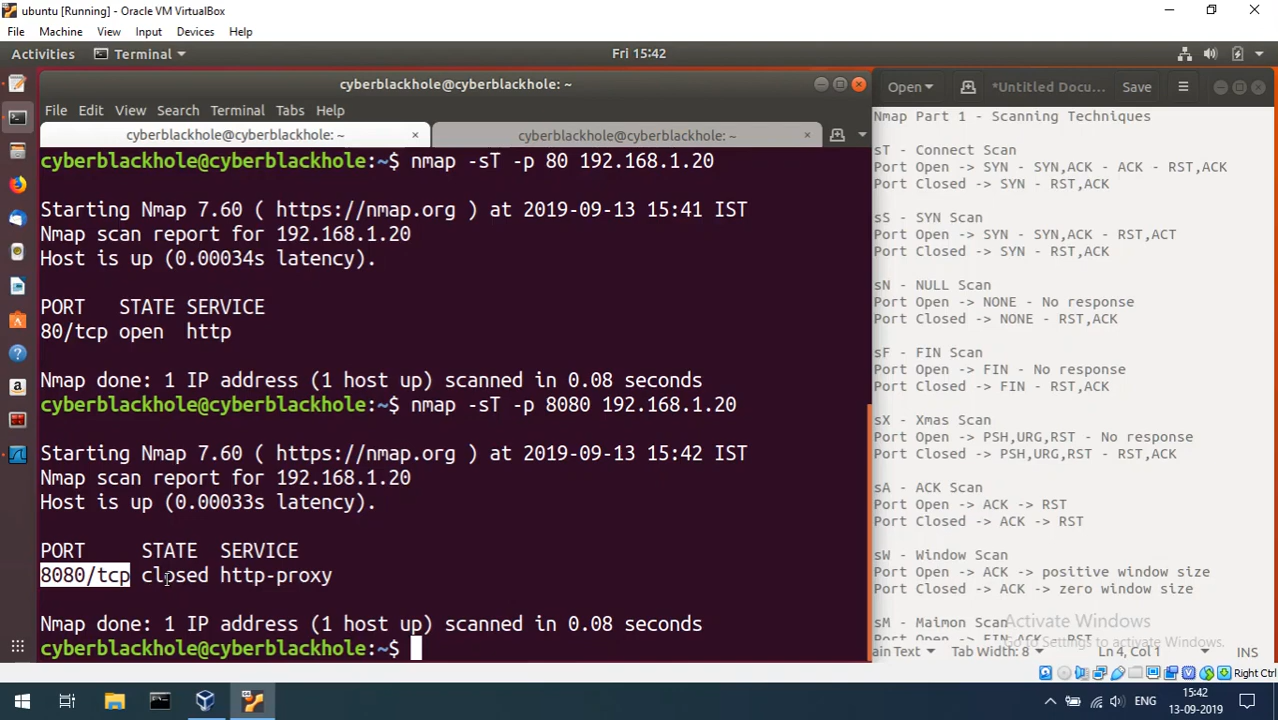 ubuntu [Running] - Oracle VM VirtualBox
File Machine View Input Devices Help
Activities Terminal Fri 15:42
cyberblackhole@cyberblackhole: ~
File Edit View Search Terminal Tabs Help
cyberblackhole@cyberblackhole: ~ × cyberblackhole@cyberblackhole: ~ ×
cyberblackhole@cyberblackhole:~$ nmap -sT -p 80 192.168.1.20
Starting Nmap 7.60 ( https://nmap.org ) at 2019-09-13 15:41 IST
Nmap scan report for 192.168.1.20
Host is up (0.00034s latency).
PORT STATE SERVICE
80/tcp open http
Nmap done: 1 IP address (1 host up) scanned in 0.08 seconds
cyberblackhole@cyberblackhole:~$ nmap -sT -p 8080 192.168.1.20
Starting Nmap 7.60 ( https://nmap.org ) at 2019-09-13 15:42 IST
Nmap scan report for 192.168.1.20
Host is up (0.00033s latency).
PORT STATE SERVICE
8080/tcp closed http-proxy
Nmap done: 1 IP address (1 host up) scanned in 0.08 seconds
cyberblackhole@cyberblackhole:~$
Open *Untitled Docu... Save
Nmap Part 1 - Scanning Techniques
sT - Connect Scan
Port Open -> SYN - SYN,ACK - ACK - RST,ACK
Port Closed -> SYN - RST,ACK
sS - SYN Scan
Port Open -> SYN - SYN,ACK - RST,ACT
Port Closed -> SYN - RST,ACK
sN - NULL Scan
Port Open -> NONE - No response
Port Closed -> NONE - RST,ACK
sF - FIN Scan
Port Open -> FIN - No response
Port Closed -> FIN - RST,ACK
sX - Xmas Scan
Port Open -> PSH,URG,RST - No response
Port Closed -> PSH,URG,RST - RST,ACK
sA - ACK Scan
Port Open -> ACK -> RST
Port Closed -> ACK -> RST
sW - Window Scan
Port Open -> ACK -> positive window size
Port Closed -> ACK -> zero window size
sM - Maimon Scan
Port Open -> FIN,ACK
Activate Windows
Go to Settings to activate Windows.
ain Text Tab Width: 8 Ln 4, Col 1 INS
Right Ctrl
ENG 15:42
13-09-2019